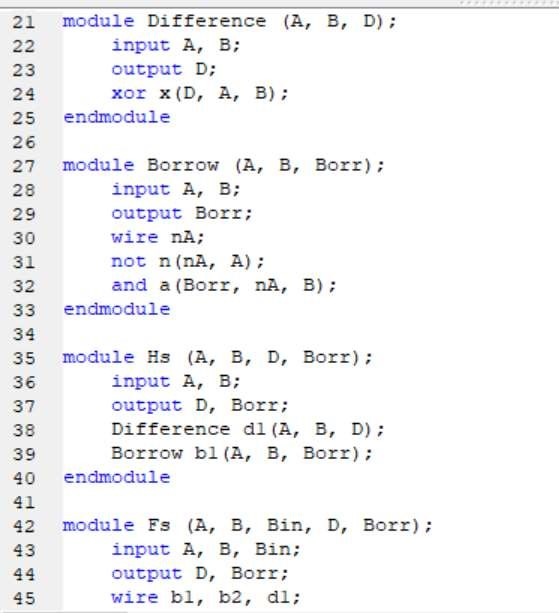 21 module Difference (A, B, D);
22     input A, B;
23     output D;
24     xor x(D, A, B);
25 endmodule
26
27 module Borrow (A, B, Borr);
28     input A, B;
29     output Borr;
30     wire nA;
31     not n(nA, A);
32     and a(Borr, nA, B);
33 endmodule
34
35 module Hs (A, B, D, Borr);
36     input A, B;
37     output D, Borr;
38     Difference d1(A, B, D);
39     Borrow b1(A, B, Borr);
40 endmodule
41
42 module Fs (A, B, Bin, D, Borr);
43     input A, B, Bin;
44     output D, Borr;
45     wire b1, b2, d1;